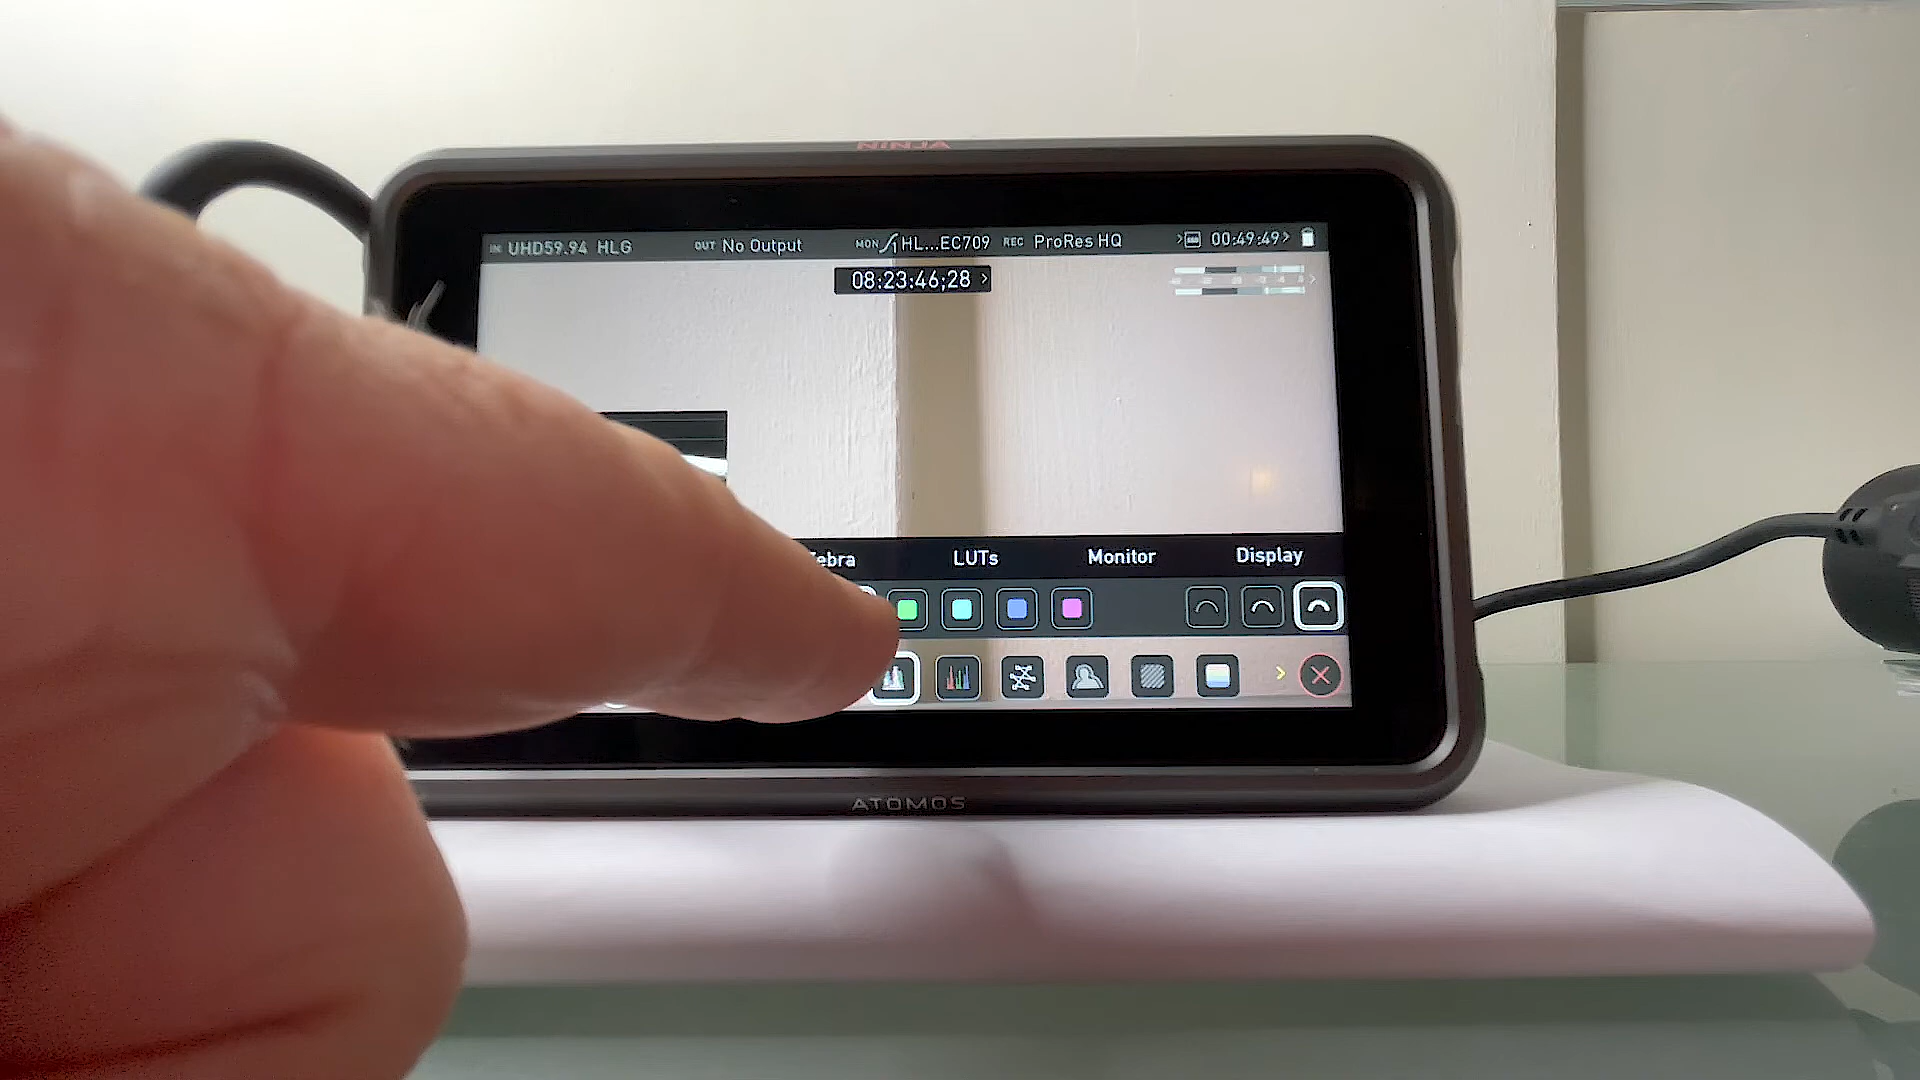 NINJA
IN UHD59.94 HLG OUT No Output MON HL...EC709 REC ProRes HQ 00:49:49
08:23:46;28
ebra LUTs Monitor Display
ATOMOS